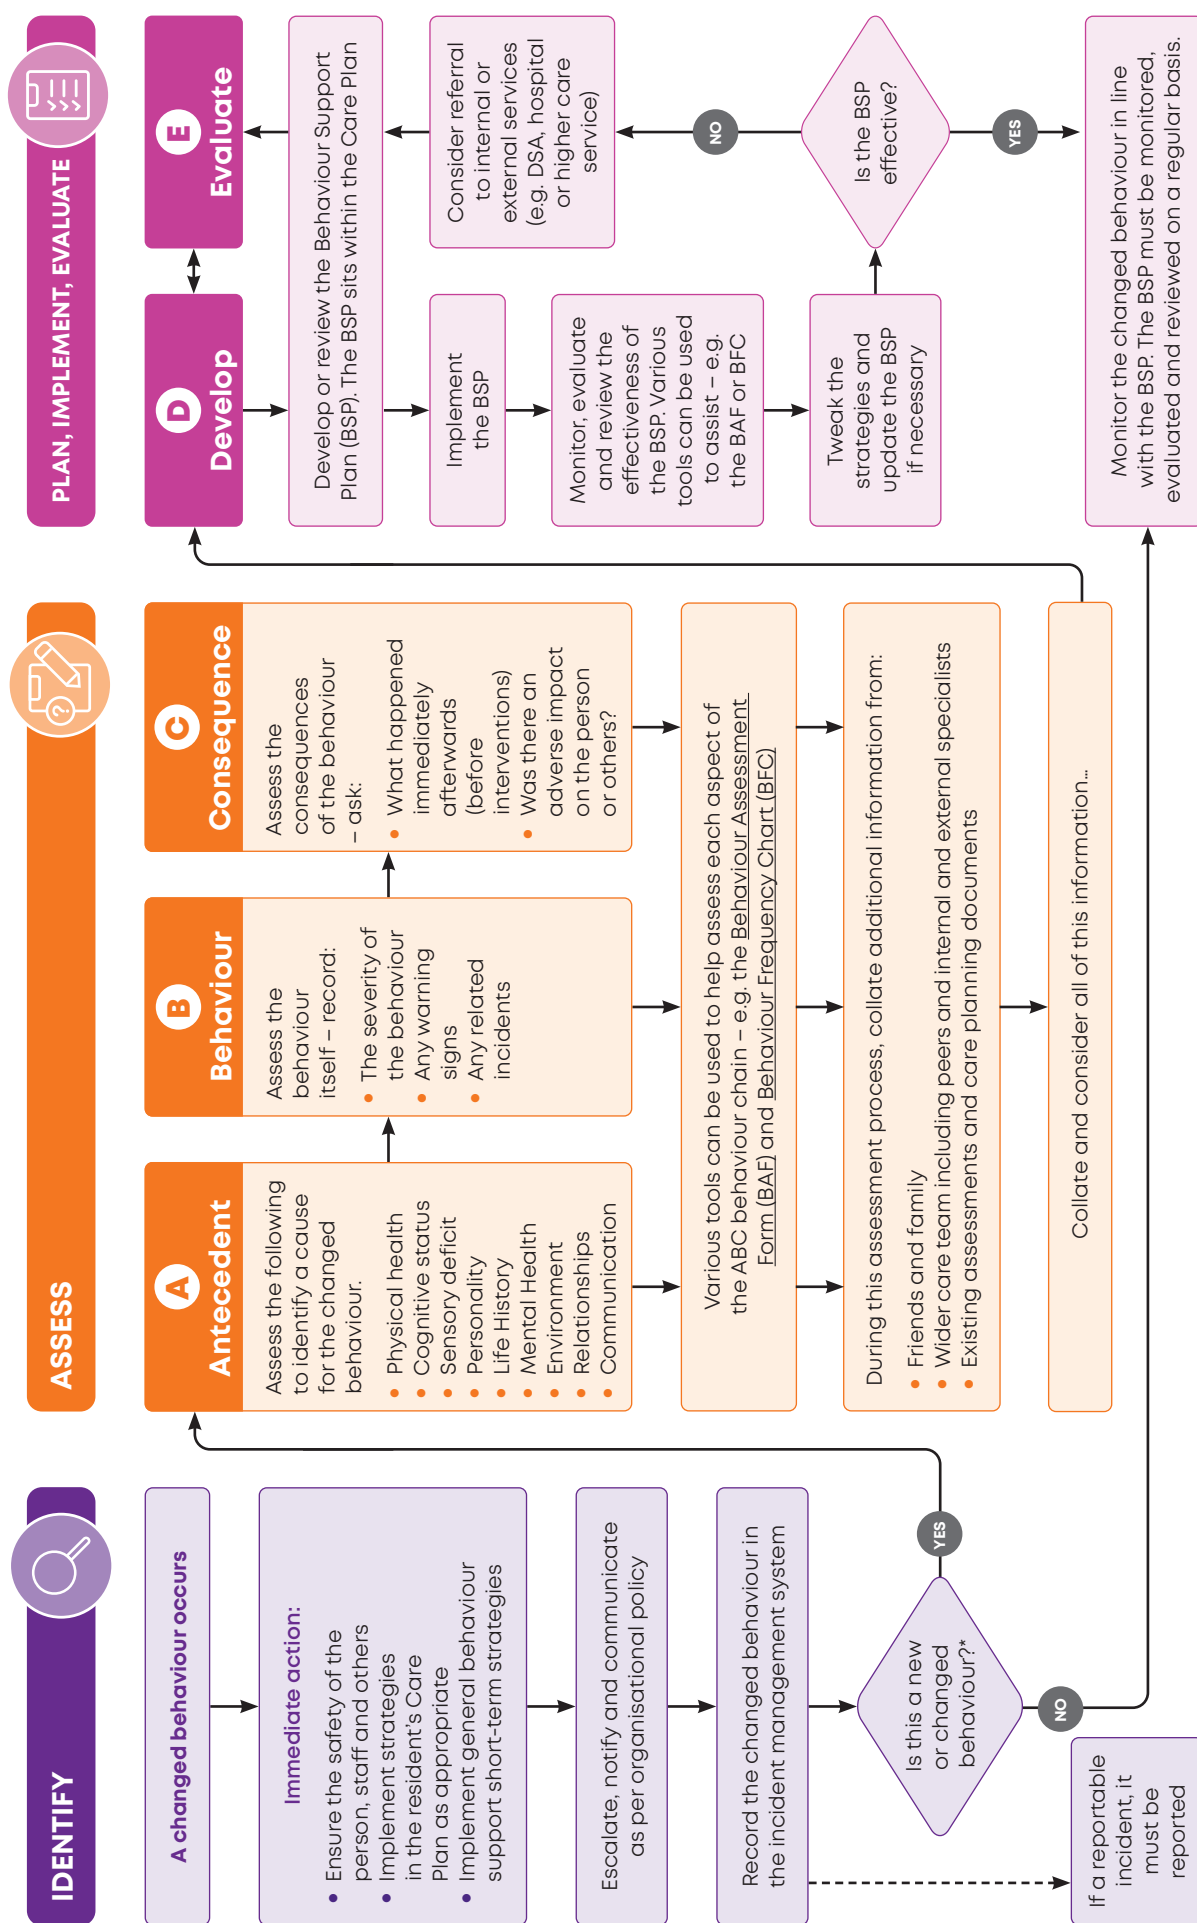 IDENTIFY
A changed behaviour occurs
Immediate action:
• Ensure the safety of the
person, staff and others
• Implement strategies
in the resident's Care
Plan as appropriate
• Implement general behaviour
support short-term strategies
Escalate, notify and communicate
as per organisational policy
Record the changed behaviour in
the incident management system
Is this a new
or changed
behaviour?*
YES
NO
If a reportable
incident, it
must be
reported
ASSESS
?
A
Antecedent
Assess the following
to identify a cause
for the changed
behaviour.
• Physical health
• Cognitive status
• Sensory deficit
• Personality
• Life History
• Mental Health
• Environment
• Relationships
• Communication
B
Behaviour
Assess the
behaviour
itself – record:
• The severity of
the behaviour
• Any warning
signs
• Any related
incidents
C
Consequence
Assess the
consequences
of the behaviour
– ask:
• What happened
immediately
afterwards
(before
interventions)
• Was there an
adverse impact
on the person
or others?
Various tools can be used to help assess each aspect of
the ABC behaviour chain – e.g. the Behaviour Assessment
Form (BAF) and Behaviour Frequency Chart (BFC)
During this assessment process, collate additional information from:
• Friends and family
• Wider care team including peers and internal and external specialists
• Existing assessments and care planning documents
Collate and consider all of this information...
PLAN, IMPLEMENT, EVALUATE
D
Develop
E
Evaluate
Develop or review the Behaviour Support
Plan (BSP). The BSP sits within the Care Plan
Implement
the BSP
Monitor, evaluate
and review the
effectiveness of
the BSP. Various
tools can be used
to assist – e.g.
the BAF or BFC
Tweak the
strategies and
update the BSP
if necessary
Consider referral
to internal or
external services
(e.g. DSA, hospital
or higher care
service)
NO
Is the BSP
effective?
YES
Monitor the changed behaviour in line
with the BSP. The BSP must be monitored,
evaluated and reviewed on a regular basis.